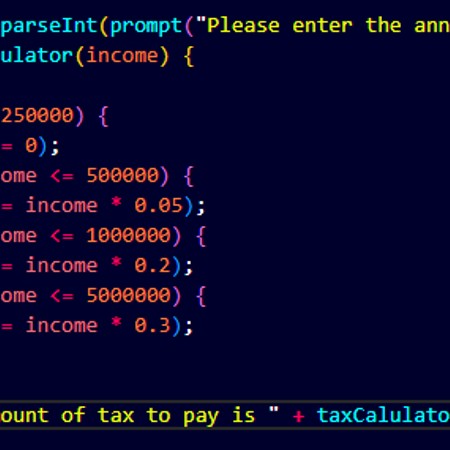 parseInt(prompt("Please enter the ann
ulator(income) {
250000) {
= 0);
ome <= 500000) {
= income * 0.05);
ome <= 1000000) {
= income * 0.2);
ome <= 5000000) {
= income * 0.3);
ount of tax to pay is " + taxCalulato